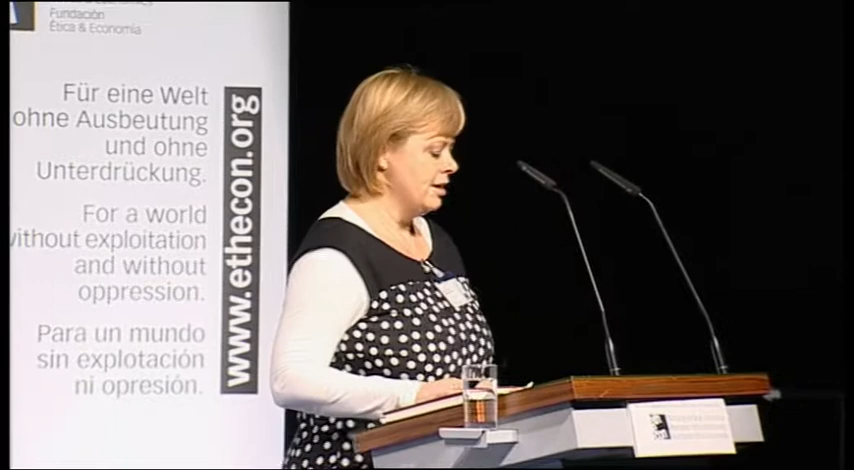 Fundación
Ética & Economía
Für eine Welt
ohne Ausbeutung
und ohne
Unterdrückung.
For a world
without exploitation
and without
oppression.
Para un mundo
sin explotación
ni opresión.
www.ethecon.org